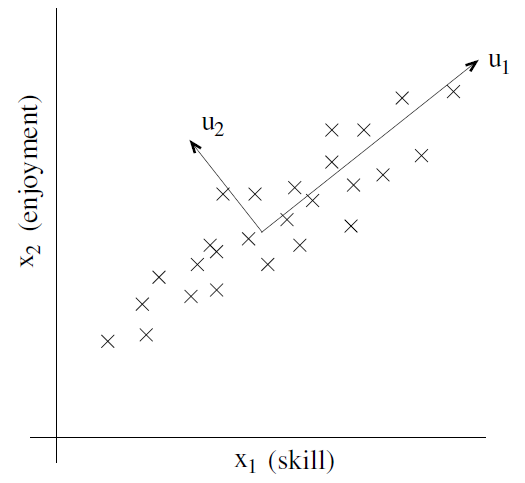 u1
u2
x2 (enjoyment)
x1 (skill)